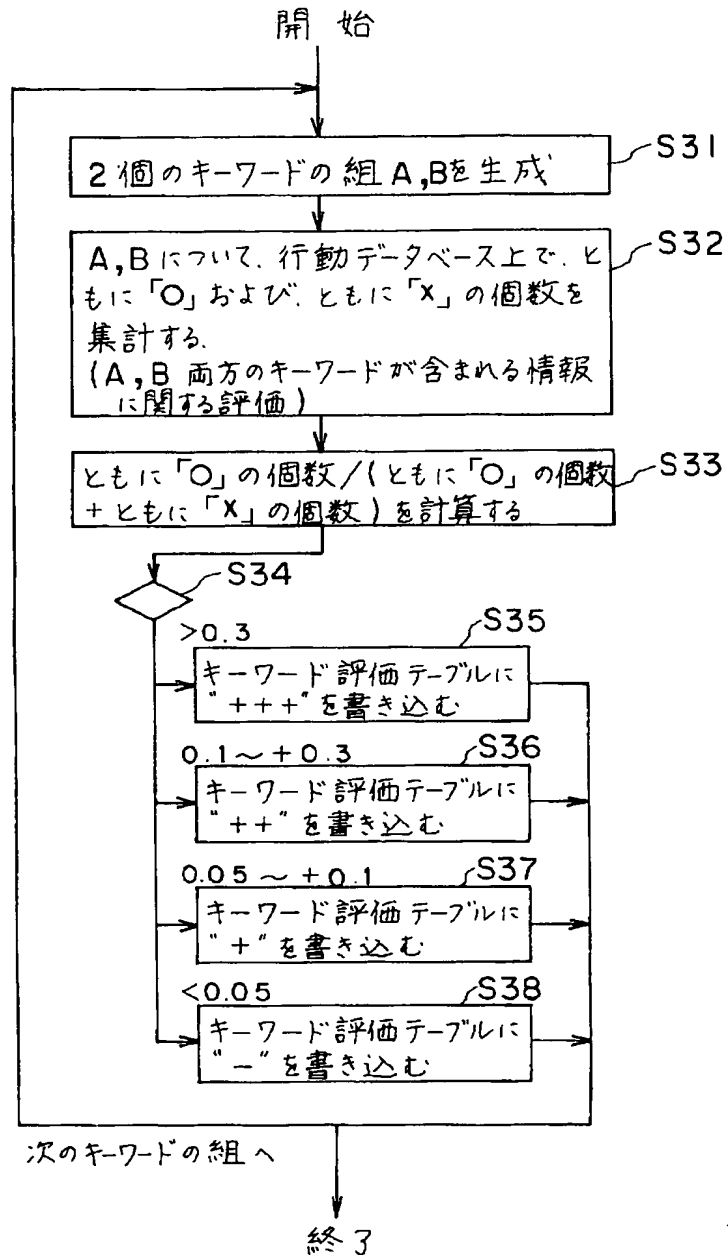 開始
2個のキーワードの組A,Bを生成
S31
A,Bについて、行動データベース上で、と
もに「O」および、ともに「X」の個数を
集計する.
(A,B 両方のキーワードが含まれる情報
に関する評価)
S32
ともに「O」の個数/(ともに「O」の個数
+ともに「X」の個数)を計算する
S33
S34
>0.3
S35
キーワード評価テーブルに
"+++"を書き込む
0.1~+0.3
S36
キーワード評価テーブルに
"++"を書き込む
0.05~+0.1
S37
キーワード評価テーブルに
"+"を書き込む
<0.05
S38
キーワード評価テーブルに
"-"を書き込む
次のキーワードの組へ
終了